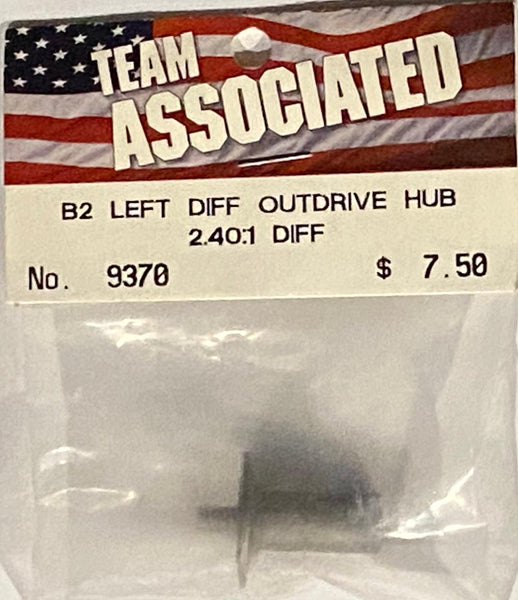 TEAM
ASSOCIATED
B2 LEFT DIFF OUTDRIVE HUB
2.40:1 DIFF
No. 9370 $ 7.50